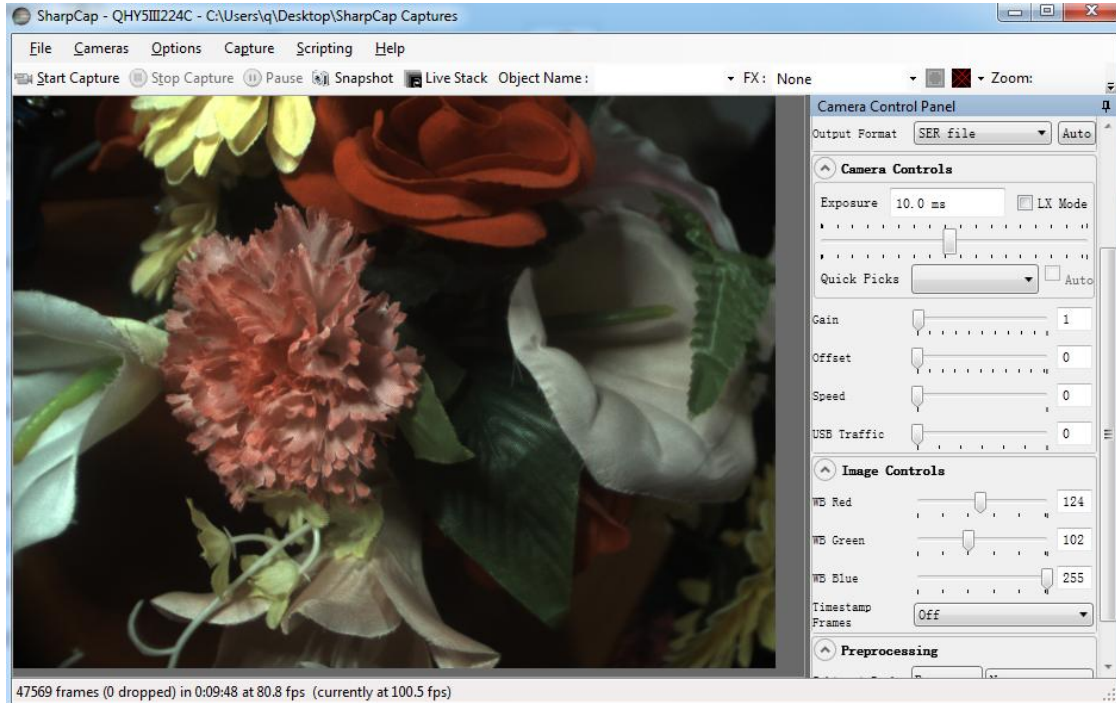 SharpCap - QHY5III224C - C:\Users\q\Desktop\SharpCap Captures
File Cameras Options Capture Scripting Help
Start Capture Stop Capture Pause Snapshot Live Stack Object Name : FX : None Zoom:
Camera Control Panel
Output Format SER file Auto
Camera Controls
Exposure 10.0 ms LX Mode
Quick Picks Auto
Gain 1
Offset 0
Speed 0
USB Traffic 0
Image Controls
WB Red 124
WB Green 102
WB Blue 255
Timestamp
Frames Off
Preprocessing
47569 frames (0 dropped) in 0:09:48 at 80.8 fps (currently at 100.5 fps)